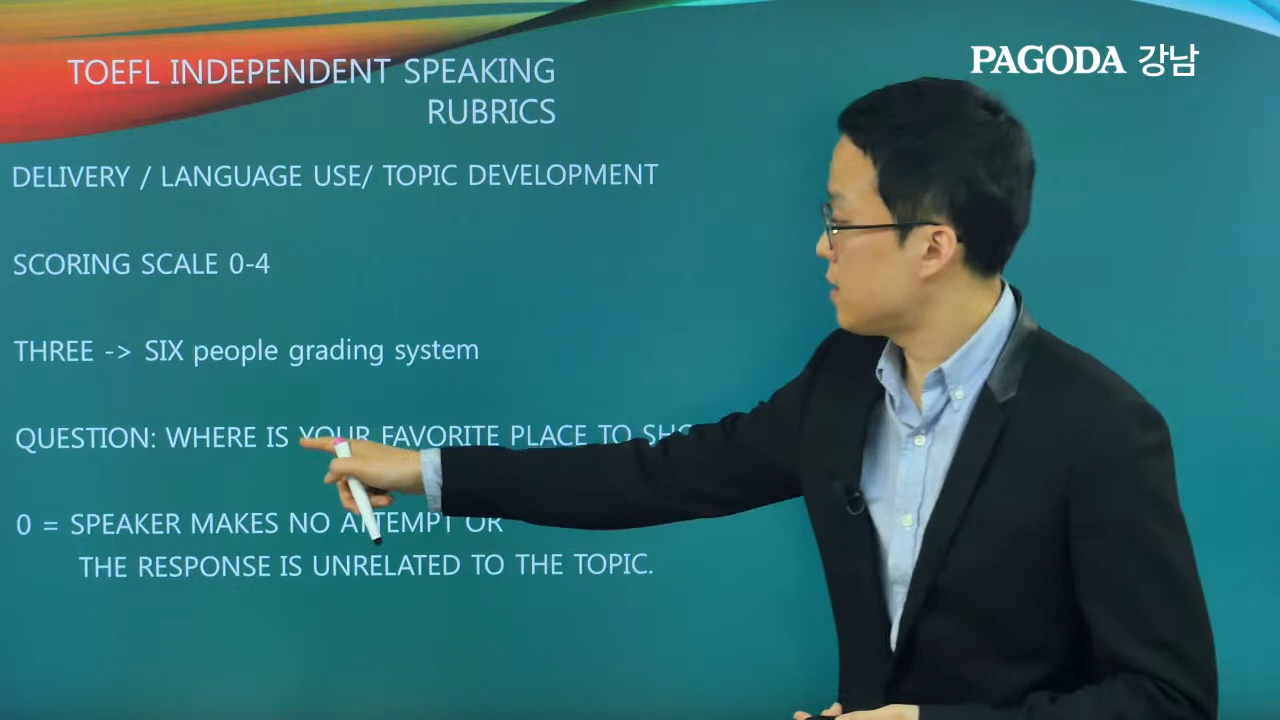 PAGODA 강남
TOEFL INDEPENDENT SPEAKING
RUBRICS
DELIVERY / LANGUAGE USE/ TOPIC DEVELOPMENT
SCORING SCALE 0-4
THREE -> SIX people grading system
QUESTION: WHERE IS YOUR FAVORITE PLACE TO
0 = SPEAKER MAKES NO ATTEMPT OR
THE RESPONSE IS UNRELATED TO THE TOPIC.